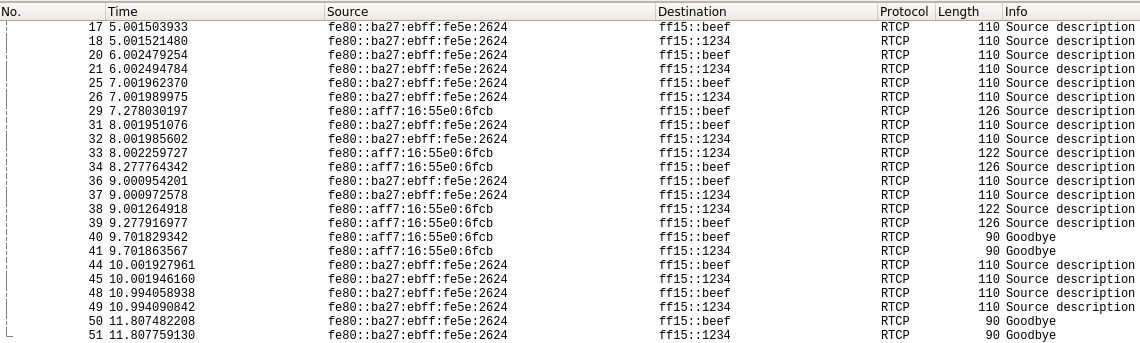 No. Time Source Destination Protocol Length Info
17 5.001503933 fe80::ba27:ebff:fe5e:2624 ff15::beef RTCP 110 Source description
18 5.001521480 fe80::ba27:ebff:fe5e:2624 ff15::1234 RTCP 110 Source description
20 6.002479254 fe80::ba27:ebff:fe5e:2624 ff15::beef RTCP 110 Source description
21 6.002494784 fe80::ba27:ebff:fe5e:2624 ff15::1234 RTCP 110 Source description
25 7.001962370 fe80::ba27:ebff:fe5e:2624 ff15::beef RTCP 110 Source description
26 7.001989975 fe80::ba27:ebff:fe5e:2624 ff15::1234 RTCP 110 Source description
29 7.278030197 fe80::aff7:16:55e0:6fcb ff15::beef RTCP 126 Source description
31 8.001951076 fe80::ba27:ebff:fe5e:2624 ff15::beef RTCP 110 Source description
32 8.001985602 fe80::ba27:ebff:fe5e:2624 ff15::1234 RTCP 110 Source description
33 8.002259727 fe80::aff7:16:55e0:6fcb ff15::1234 RTCP 122 Source description
34 8.277764342 fe80::aff7:16:55e0:6fcb ff15::beef RTCP 126 Source description
36 9.000954201 fe80::ba27:ebff:fe5e:2624 ff15::beef RTCP 110 Source description
37 9.000972578 fe80::ba27:ebff:fe5e:2624 ff15::1234 RTCP 110 Source description
38 9.001264918 fe80::aff7:16:55e0:6fcb ff15::1234 RTCP 122 Source description
39 9.277916977 fe80::aff7:16:55e0:6fcb ff15::beef RTCP 126 Source description
40 9.701829342 fe80::aff7:16:55e0:6fcb ff15::beef RTCP 90 Goodbye
41 9.701863567 fe80::aff7:16:55e0:6fcb ff15::1234 RTCP 90 Goodbye
44 10.001927961 fe80::ba27:ebff:fe5e:2624 ff15::beef RTCP 110 Source description
45 10.001946160 fe80::ba27:ebff:fe5e:2624 ff15::1234 RTCP 110 Source description
48 10.994058938 fe80::ba27:ebff:fe5e:2624 ff15::beef RTCP 110 Source description
49 10.994090842 fe80::ba27:ebff:fe5e:2624 ff15::1234 RTCP 110 Source description
50 11.807482208 fe80::ba27:ebff:fe5e:2624 ff15::beef RTCP 90 Goodbye
51 11.807759130 fe80::ba27:ebff:fe5e:2624 ff15::1234 RTCP 90 Goodbye